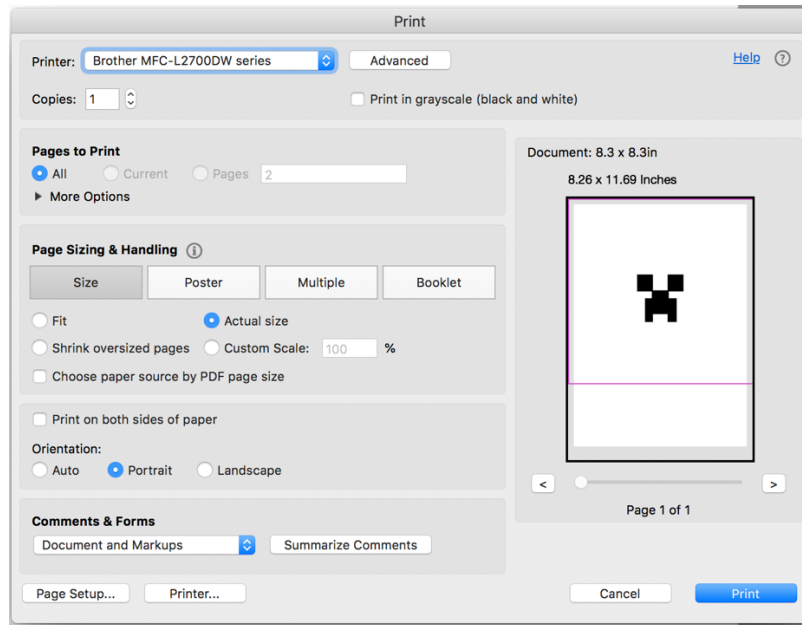 Print
Printer: Brother MFC-L2700DW series Advanced Help ?
Copies: 1 Print in grayscale (black and white)
Pages to Print
All Current Pages 2
More Options
Document: 8.3 x 8.3in
8.26 x 11.69 Inches
Page Sizing & Handling i
Size Poster Multiple Booklet
Fit Actual size
Shrink oversized pages Custom Scale: 100 %
Choose paper source by PDF page size
Print on both sides of paper
Orientation:
Auto Portrait Landscape
< >
Page 1 of 1
Comments & Forms
Document and Markups Summarize Comments
Page Setup... Printer... Cancel Print